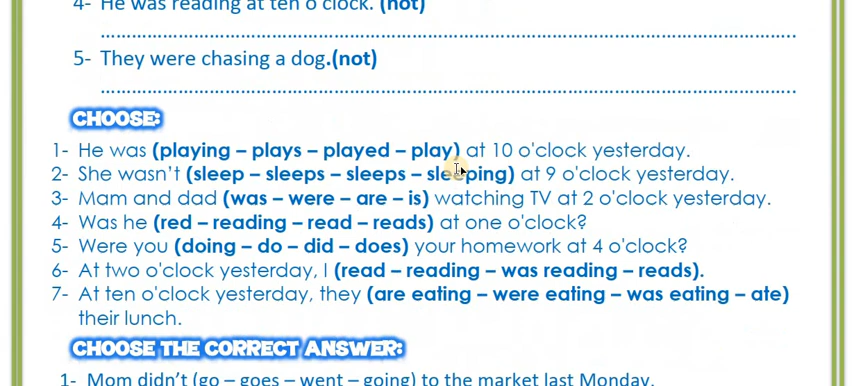 4- He was reading at ten o'clock. (not)
................................................................................
5- They were chasing a dog.(not)
................................................................................
CHOOSE:
1- He was (playing – plays – played – play) at 10 o'clock yesterday.
2- She wasn't (sleep – sleeps – sleeps – sleeping) at 9 o'clock yesterday.
3- Mam and dad (was – were – are – is) watching TV at 2 o'clock yesterday.
4- Was he (red – reading – read – reads) at one o'clock?
5- Were you (doing – do – did – does) your homework at 4 o'clock?
6- At two o'clock yesterday, I (read – reading – was reading – reads).
7- At ten o'clock yesterday, they (are eating – were eating – was eating – ate)
their lunch.
CHOOSE THE CORRECT ANSWER:
1- Mom didn't (go – goes – went – going) to the market last Monday.